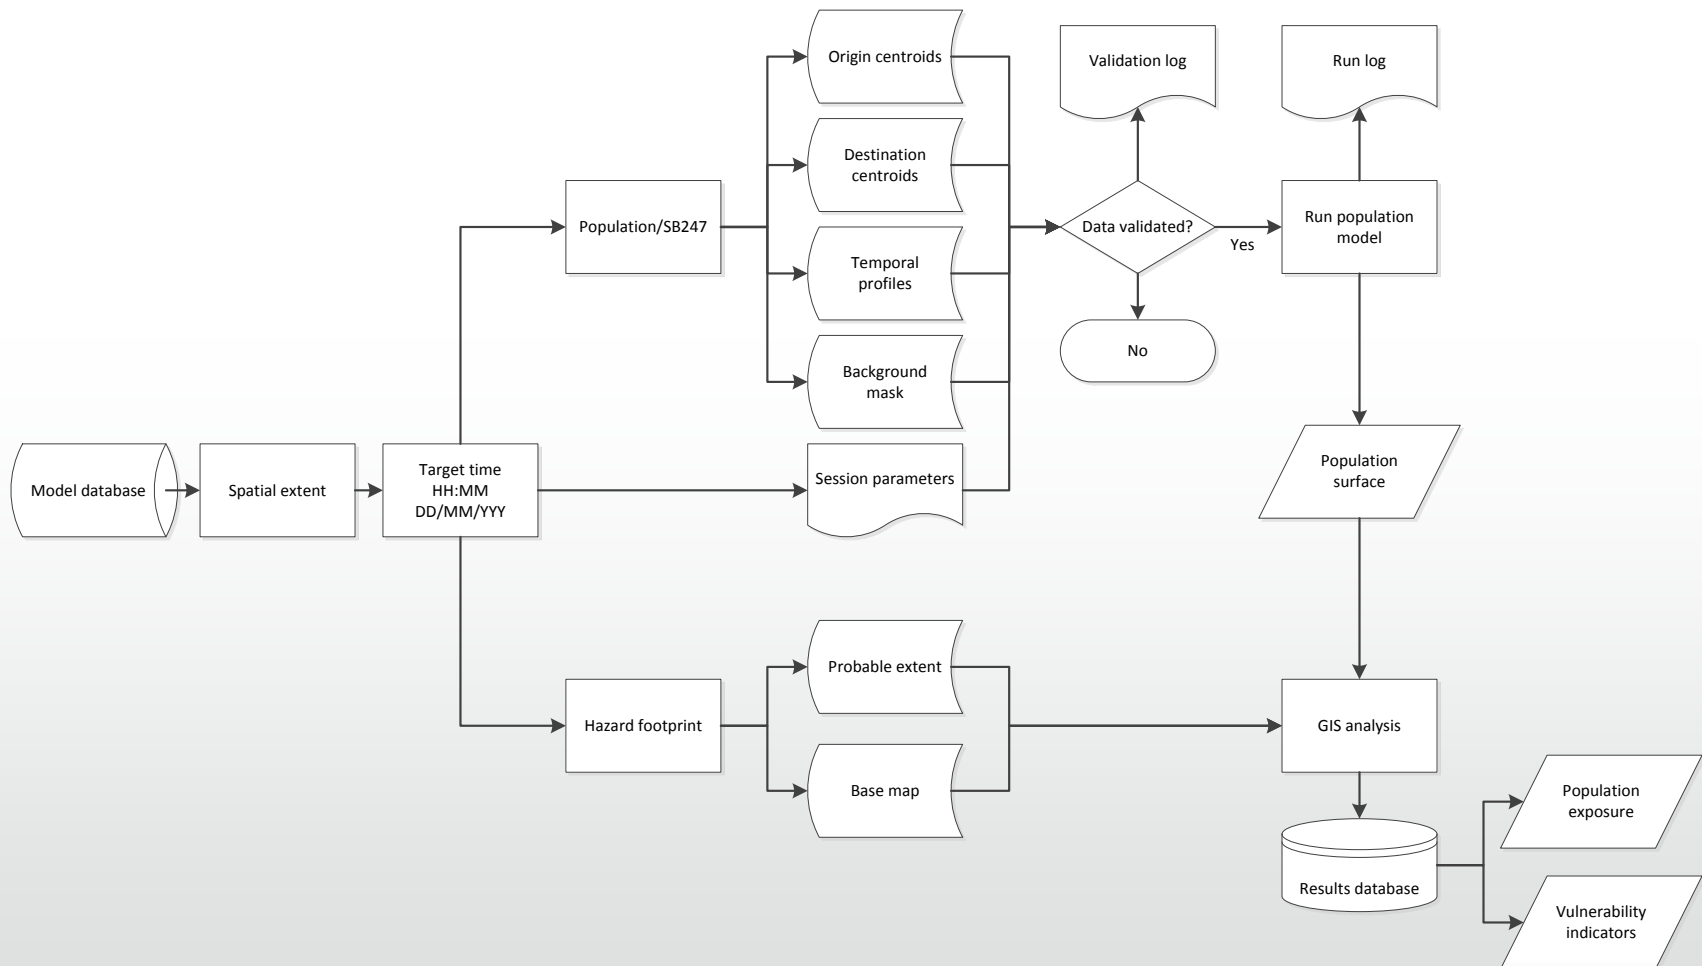 Origin centroids
Validation log
Run log
Destination
centroids
Population/SB247
Data validated?
Yes
Run population
model
Temporal
profiles
No
Background
mask
Model database
Spatial extent
Target time
HH:MM
DD/MM/YYY
Session parameters
Population
surface
Probable extent
Hazard footprint
GIS analysis
Base map
Population
exposure
Results database
Vulnerability
indicators